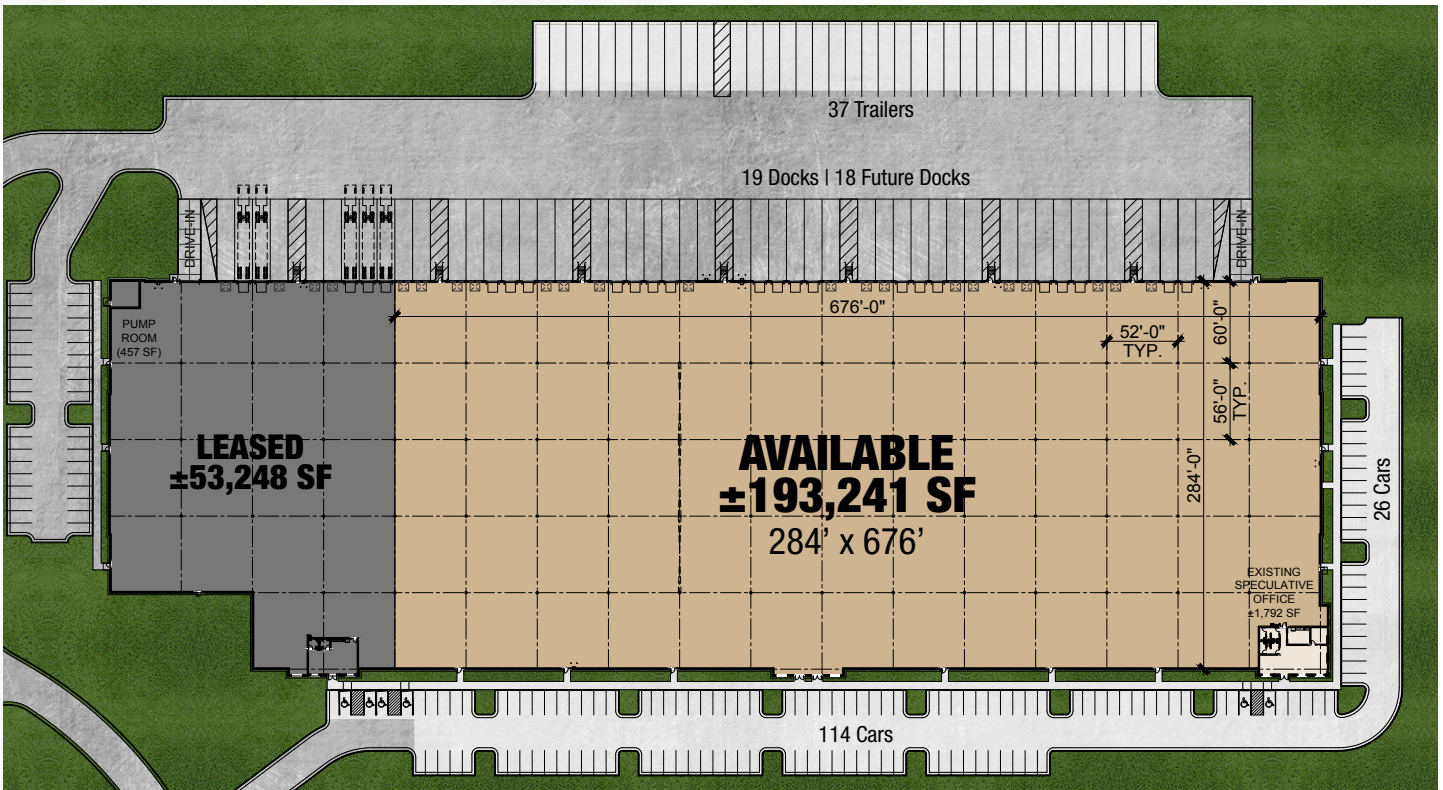 37 Trailers
19 Docks | 18 Future Docks
DRIVE-IN
DRIVE-IN
676'-0"
PUMP
ROOM
(457 SF)
52'-0"
TYP.
60'-0"
56'-0"
TYP.
284'-0"
LEASED
±53,248 SF
AVAILABLE
±193,241 SF
284' x 676'
26 Cars
EXISTING
SPECULATIVE
OFFICE
±1,792 SF
114 Cars